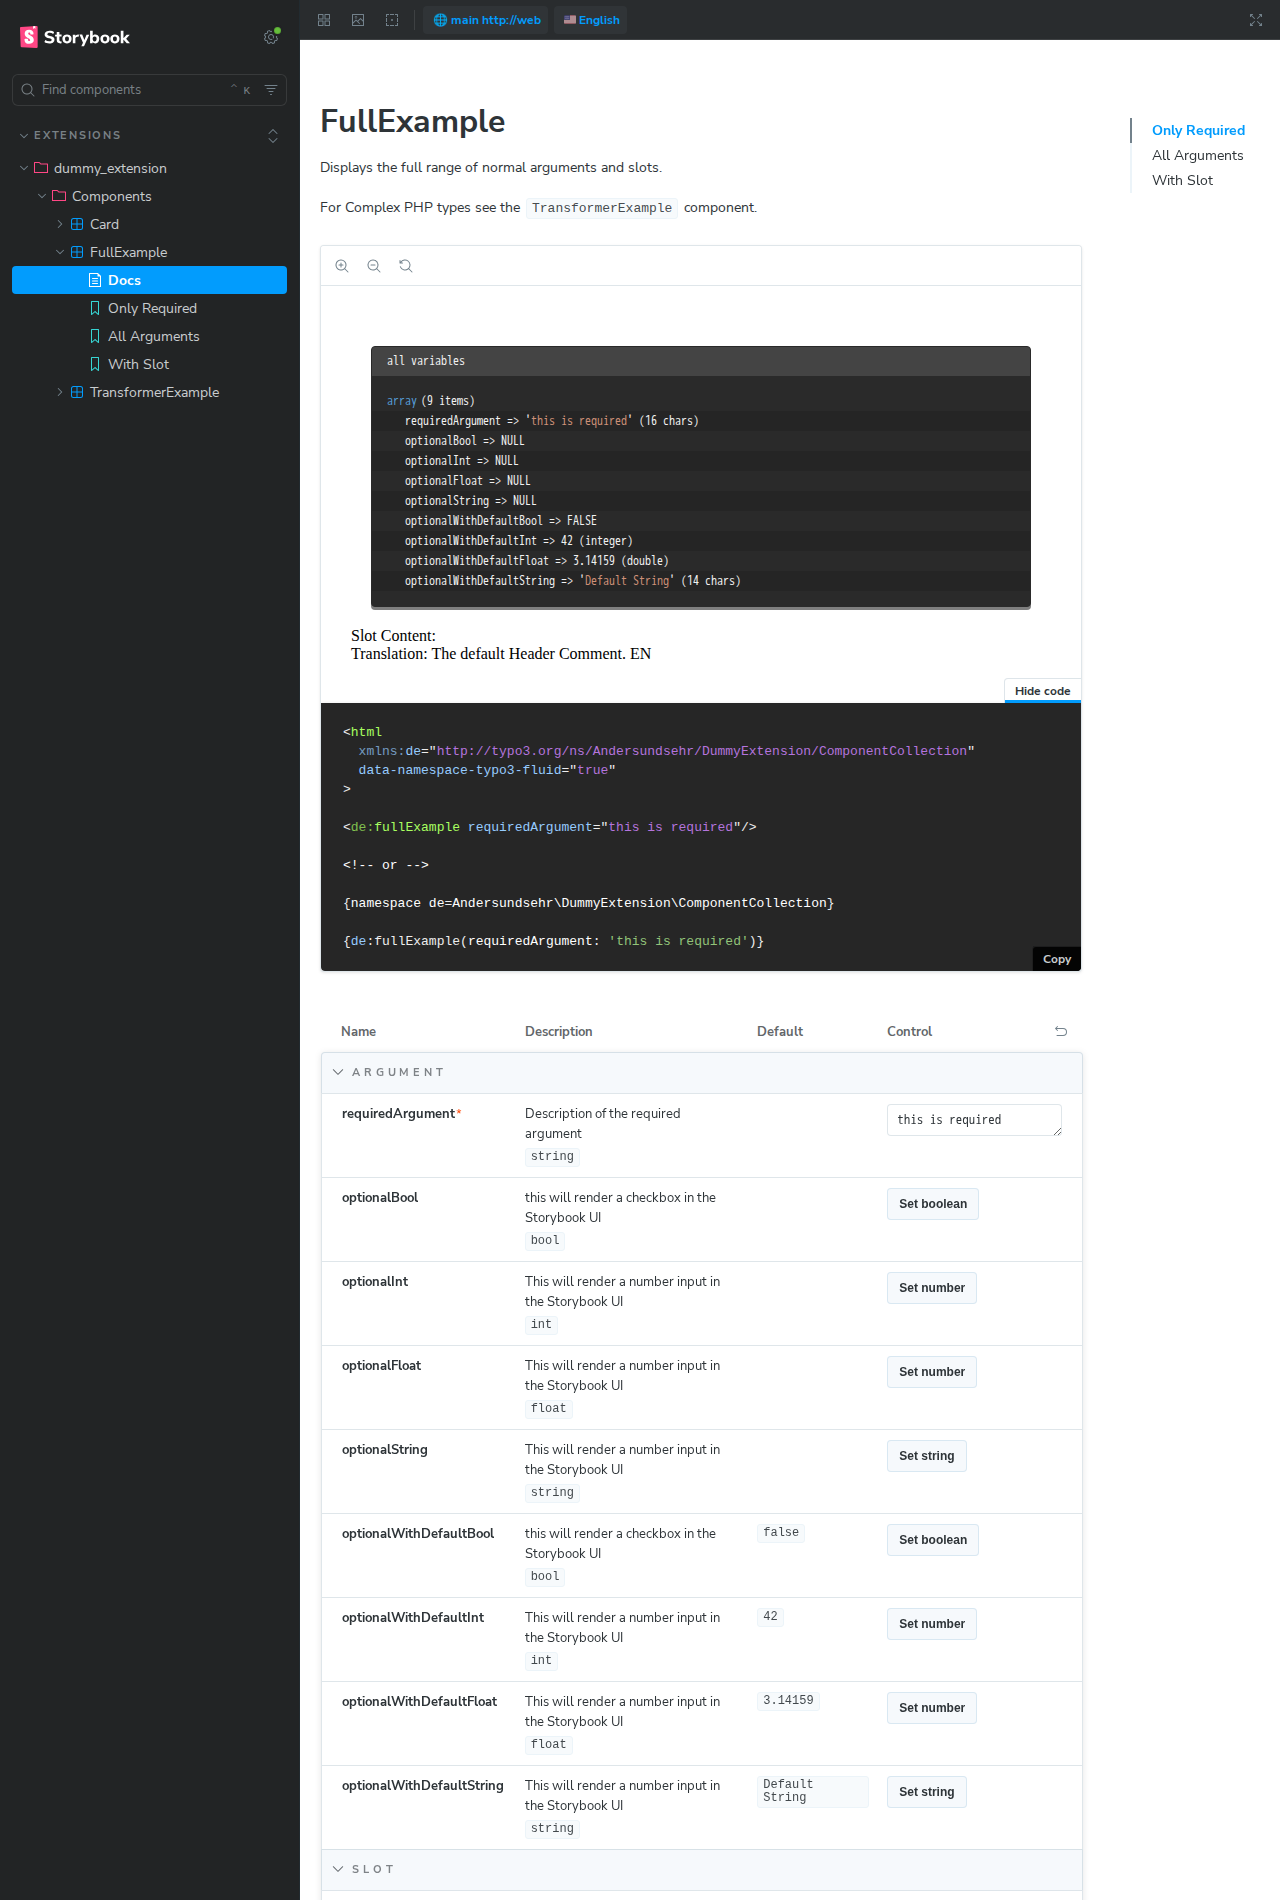 Storybook
Find components
⌃ K
EXTENSIONS
dummy_extension
Components
Card
FullExample
Docs
Only Required
All Arguments
With Slot
TransformerExample
🌐 main http://web
🇺🇸 English
FullExample
Displays the full range of normal arguments and slots.
For Complex PHP types see the TransformerExample component.
Only Required
All Arguments
With Slot
all variables
array (9 items)
requiredArgument => 'this is required' (16 chars)
optionalBool => NULL
optionalInt => NULL
optionalFloat => NULL
optionalString => NULL
optionalWithDefaultBool => FALSE
optionalWithDefaultInt => 42 (integer)
optionalWithDefaultFloat => 3.14159 (double)
optionalWithDefaultString => 'Default String' (14 chars)
Slot Content:
Translation: The default Header Comment. EN
Hide code
<html
xmlns:de="http://typo3.org/ns/Andersundsehr/DummyExtension/ComponentCollection"
data-namespace-typo3-fluid="true"
>
<de:fullExample requiredArgument="this is required"/>
<!-- or -->
{namespace de=Andersundsehr\DummyExtension\ComponentCollection}
{de:fullExample(requiredArgument: 'this is required')}
Copy
Name Description Default Control
ARGUMENT
requiredArgument* Description of the required this is required
argument
string
optionalBool this will render a checkbox in the Set boolean
Storybook UI
bool
optionalInt This will render a number input in Set number
the Storybook UI
int
optionalFloat This will render a number input in Set number
the Storybook UI
float
optionalString This will render a number input in Set string
the Storybook UI
string
optionalWithDefaultBool this will render a checkbox in the false Set boolean
Storybook UI
bool
optionalWithDefaultInt This will render a number input in 42 Set number
the Storybook UI
int
optionalWithDefaultFloat This will render a number input in 3.14159 Set number
the Storybook UI
float
optionalWithDefaultString This will render a number input in Default Set string
the Storybook UI String
string
SLOT